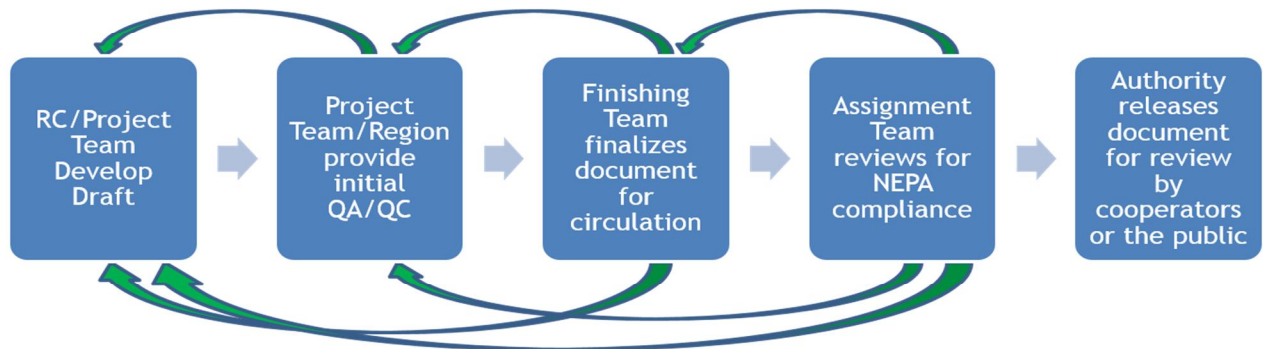 RC/Project
Team
Develop
Draft
Project
Team/Region
provide
initial
QA/QC
Finishing
Team
finalizes
document
for
circulation
Assignment
Team
reviews for
NEPA
compliance
Authority
releases
document
for review
by
cooperators
or the public